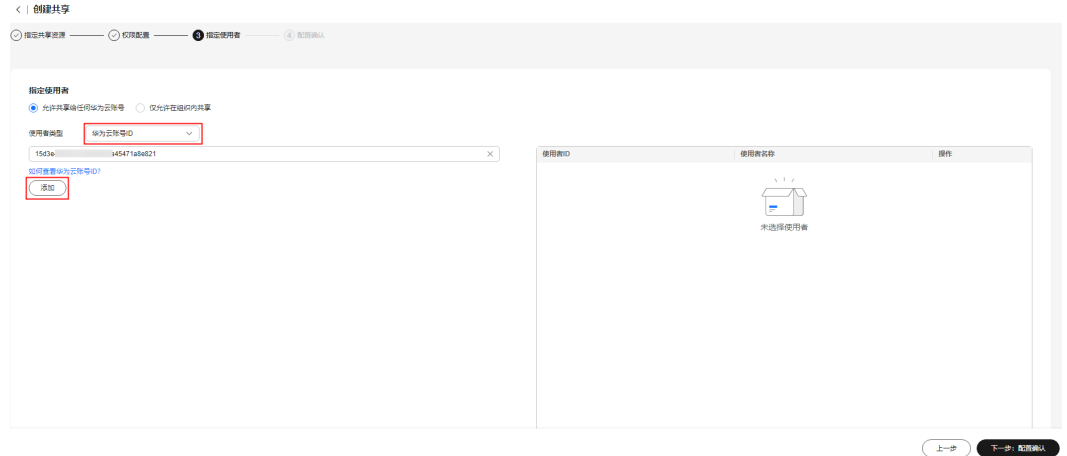 创建共享
指定共享资源 权限配置 3 指定使用者 4 配置确认
指定使用者
允许共享给任何华为云账号 仅允许在组织内共享
使用者类型 华为云账号ID
15d3e a45471a8e821
如何查看华为云账号ID?
添加
使用者ID 使用者名称 操作
未选择使用者
上一步 下一步：配置确认